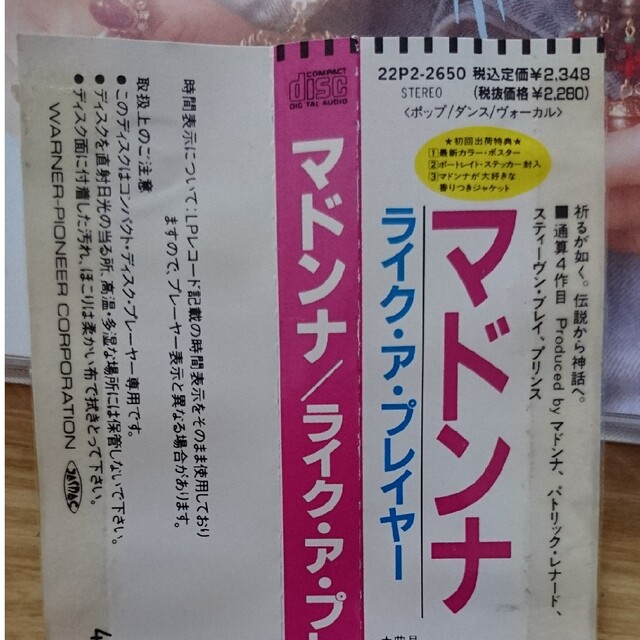 22P2-2650 税込定価¥2,348
STEREO (税抜価格¥2,280)
〈ポップ/ダンス/ヴォーカル〉
★初回出荷特典★
1最新カラー・ポスター
2ポートレイト・ステッカー封入
3マドンナが大好きな
香りつきジャケット
祈るが如く。伝説から神話へ。
■通算4作目 Produced by マドンナ、パトリック・レナード、
スティーヴン・ブレイ、プリンス
マドンナ
ライク・ア・プレイヤー
COMPACT
disc
DIGITAL AUDIO
マドンナ/ライク・ア・プ
時間表示について:LPレコード記載の時間表示をそのまま使用しており
ますので、プレーヤー表示と異なる場合があります。
取扱上のご注意
●このディスクはコンパクト・ディスク・プレーヤー専用です。
●ディスクを直射日光の当る所、高温・多湿な場所には保管しないで下さい。
●ディスク面に付着した汚れ、ほこりは柔かい布で拭きとって下さい。
WARNER-PIONEER CORPORATION
JASRAC